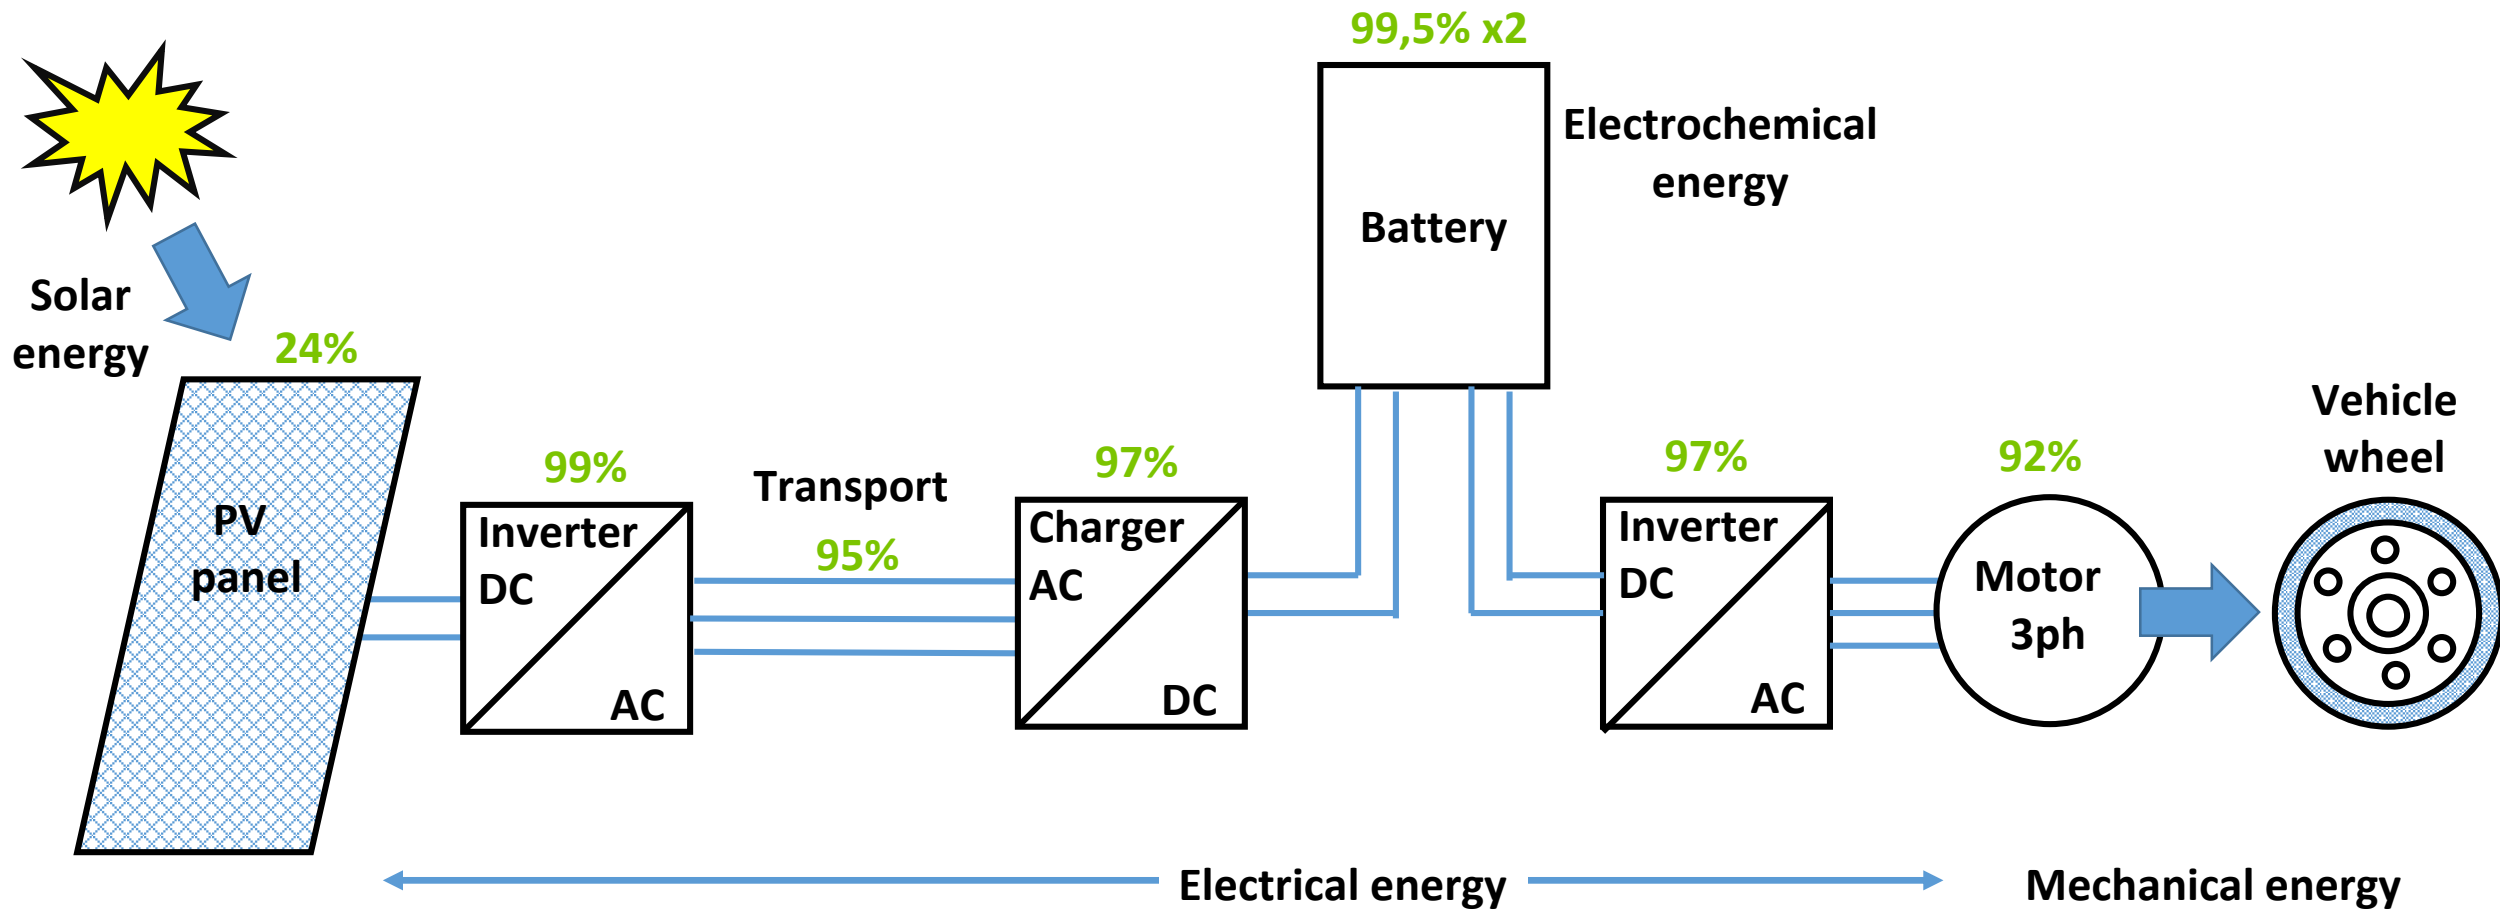 99,5% x2
Electrochemical
energy
Battery
Solar
energy
24%
PV
panel
99%
Inverter
DC
AC
Transport
95%
97%
Charger
AC
DC
97%
Inverter
DC
AC
92%
Motor
3ph
Vehicle
wheel
Electrical energy
Mechanical energy